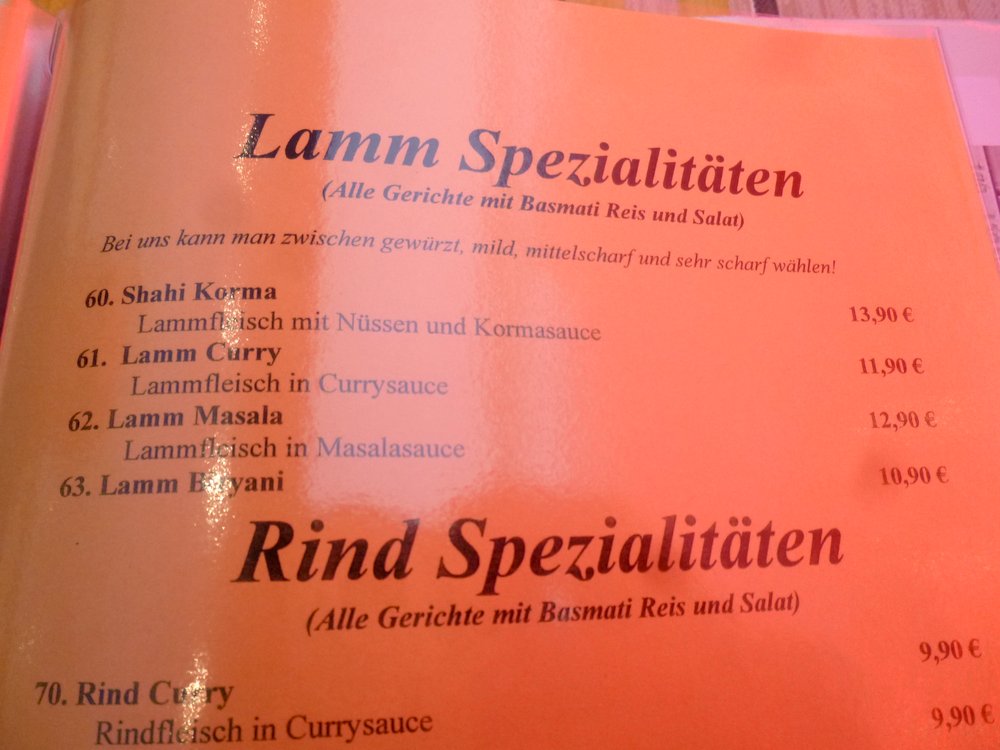 Lamm Spezialitäten
(Alle Gerichte mit Basmati Reis und Salat)
Bei uns kann man zwischen gewürzt, mild, mittelscharf und sehr scharf wählen!
60. Shahi Korma
Lammfleisch mit Nüssen und Kormasauce 13,90 €
61. Lamm Curry
Lammfleisch in Currysauce 11,90 €
62. Lamm Masala 12,90 €
Lammfleisch in Masalasauce
63. Lamm Biryani 10,90 €
Rind Spezialitäten
(Alle Gerichte mit Basmati Reis und Salat)
9,90 €
70. Rind Curry
Rindfleisch in Currysauce 9,90 €